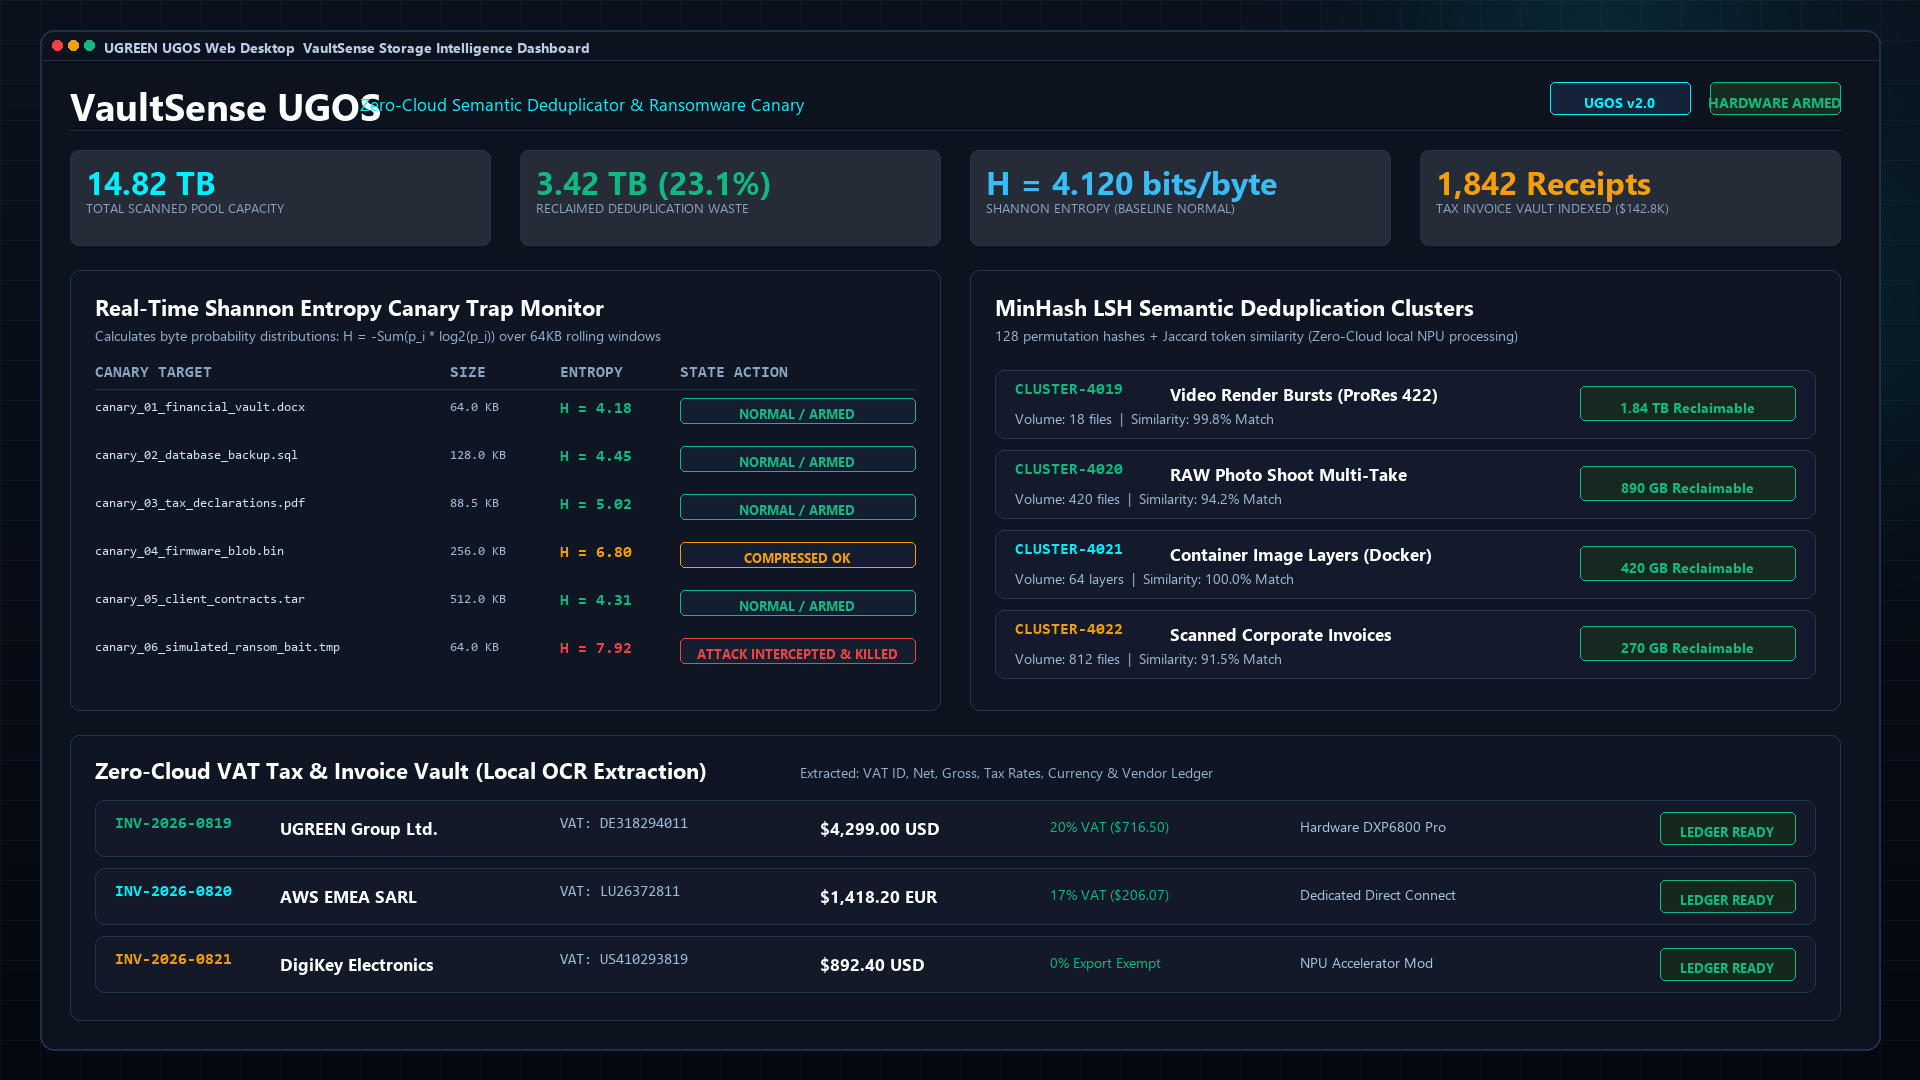 UGREEN UGOS Web Desktop  VaultSense Storage Intelligence Dashboard
VaultSense UGOS Zero-Cloud Semantic Deduplicator & Ransomware Canary UGOS v2.0 HARDWARE ARMED
14.82 TB
TOTAL SCANNED POOL CAPACITY
3.42 TB (23.1%)
RECLAIMED DEDUPLICATION WASTE
H = 4.120 bits/byte
SHANNON ENTROPY (BASELINE NORMAL)
1,842 Receipts
TAX INVOICE VAULT INDEXED ($142.8K)
Real-Time Shannon Entropy Canary Trap Monitor
Calculates byte probability distributions: H = -Sum(p_i * log2(p_i)) over 64KB rolling windows
CANARY TARGET SIZE ENTROPY STATE ACTION
canary_01_financial_vault.docx 64.0 KB H = 4.18 NORMAL / ARMED
canary_02_database_backup.sql 128.0 KB H = 4.45 NORMAL / ARMED
canary_03_tax_declarations.pdf 88.5 KB H = 5.02 NORMAL / ARMED
canary_04_firmware_blob.bin 256.0 KB H = 6.80 COMPRESSED OK
canary_05_client_contracts.tar 512.0 KB H = 4.31 NORMAL / ARMED
canary_06_simulated_ransom_bait.tmp 64.0 KB H = 7.92 ATTACK INTERCEPTED & KILLED
MinHash LSH Semantic Deduplication Clusters
128 permutation hashes + Jaccard token similarity (Zero-Cloud local NPU processing)
CLUSTER-4019 Video Render Bursts (ProRes 422) 1.84 TB Reclaimable
Volume: 18 files | Similarity: 99.8% Match
CLUSTER-4020 RAW Photo Shoot Multi-Take 890 GB Reclaimable
Volume: 420 files | Similarity: 94.2% Match
CLUSTER-4021 Container Image Layers (Docker) 420 GB Reclaimable
Volume: 64 layers | Similarity: 100.0% Match
CLUSTER-4022 Scanned Corporate Invoices 270 GB Reclaimable
Volume: 812 files | Similarity: 91.5% Match
Zero-Cloud VAT Tax & Invoice Vault (Local OCR Extraction) Extracted: VAT ID, Net, Gross, Tax Rates, Currency & Vendor Ledger
INV-2026-0819 UGREEN Group Ltd. VAT: DE318294011 $4,299.00 USD 20% VAT ($716.50) Hardware DXP6800 Pro LEDGER READY
INV-2026-0820 AWS EMEA SARL VAT: LU26372811 $1,418.20 EUR 17% VAT ($206.07) Dedicated Direct Connect LEDGER READY
INV-2026-0821 DigiKey Electronics VAT: US410293819 $892.40 USD 0% Export Exempt NPU Accelerator Mod LEDGER READY